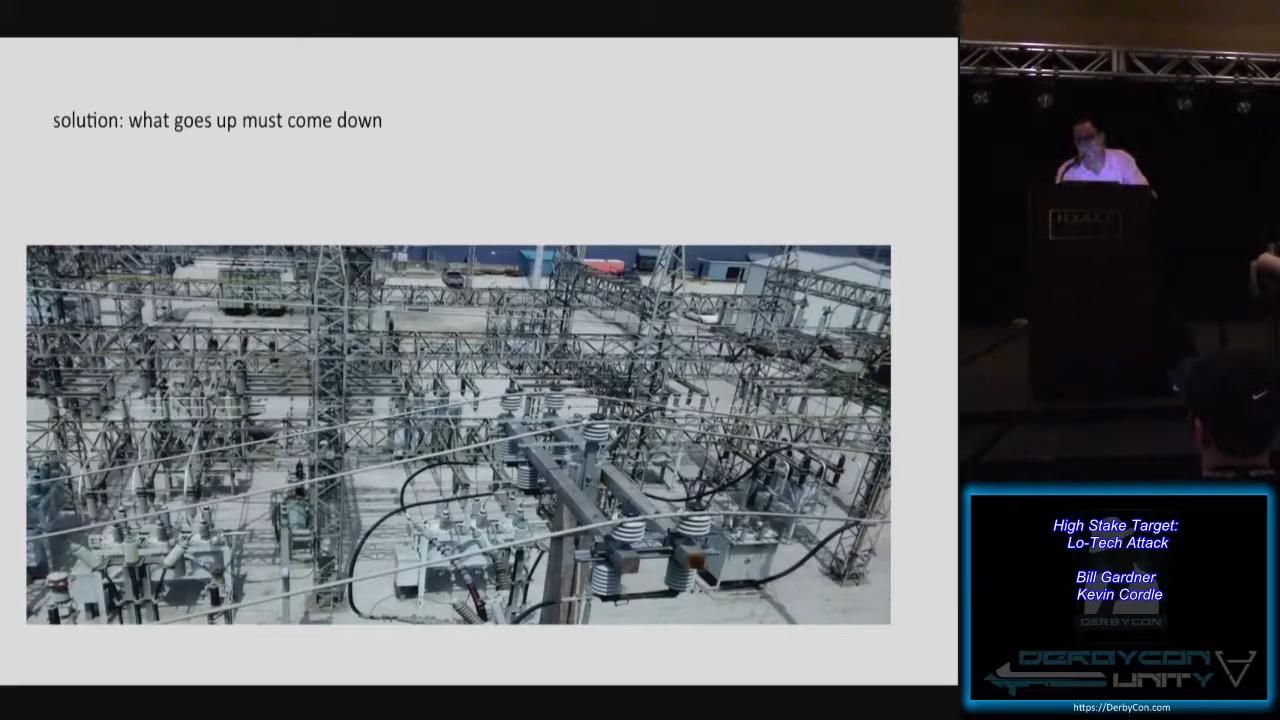 solution: what goes up must come down
HYATT
High Stake Target:
Lo-Tech Attack
Bill Gardner
Kevin Cordle
DERBYCON
DERBYCON
UNITY
https://DerbyCon.com